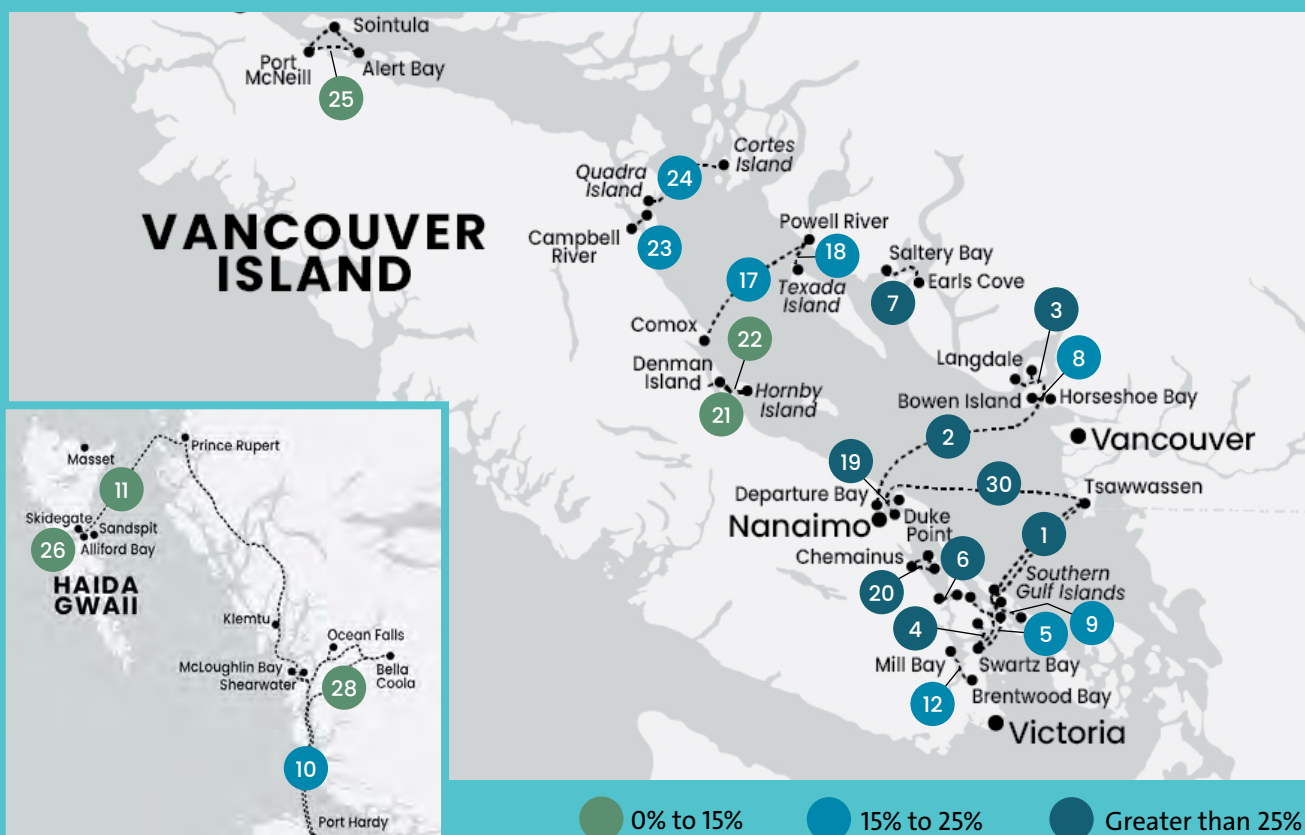 Sointula
Port
McNeill
Alert Bay
25
Cortes
Island
Quadra
Island
24
VANCOUVER
ISLAND
Campbell
River
23
Powell River
18
17
Texada
Island
Saltery Bay
Earls Cove
7
3
Comox
22
8
Langdale
Denman
Island
Hornby
Island
21
Bowen Island
Horseshoe Bay
2
Vancouver
19
30
Departure Bay
Tsawwassen
Nanaimo
Duke
Point
1
Chemainus
6
Southern
Gulf Islands
20
4
5
9
Mill Bay
Swartz Bay
12
Brentwood Bay
Victoria
Prince Rupert
Masset
11
Skidegate
Sandspit
Alliford Bay
26
HAIDA
GWAII
Klemtu
Ocean Falls
McLoughlin Bay
Shearwater
Bella
Coola
28
10
Port Hardy
0% to 15%
15% to 25%
Greater than 25%